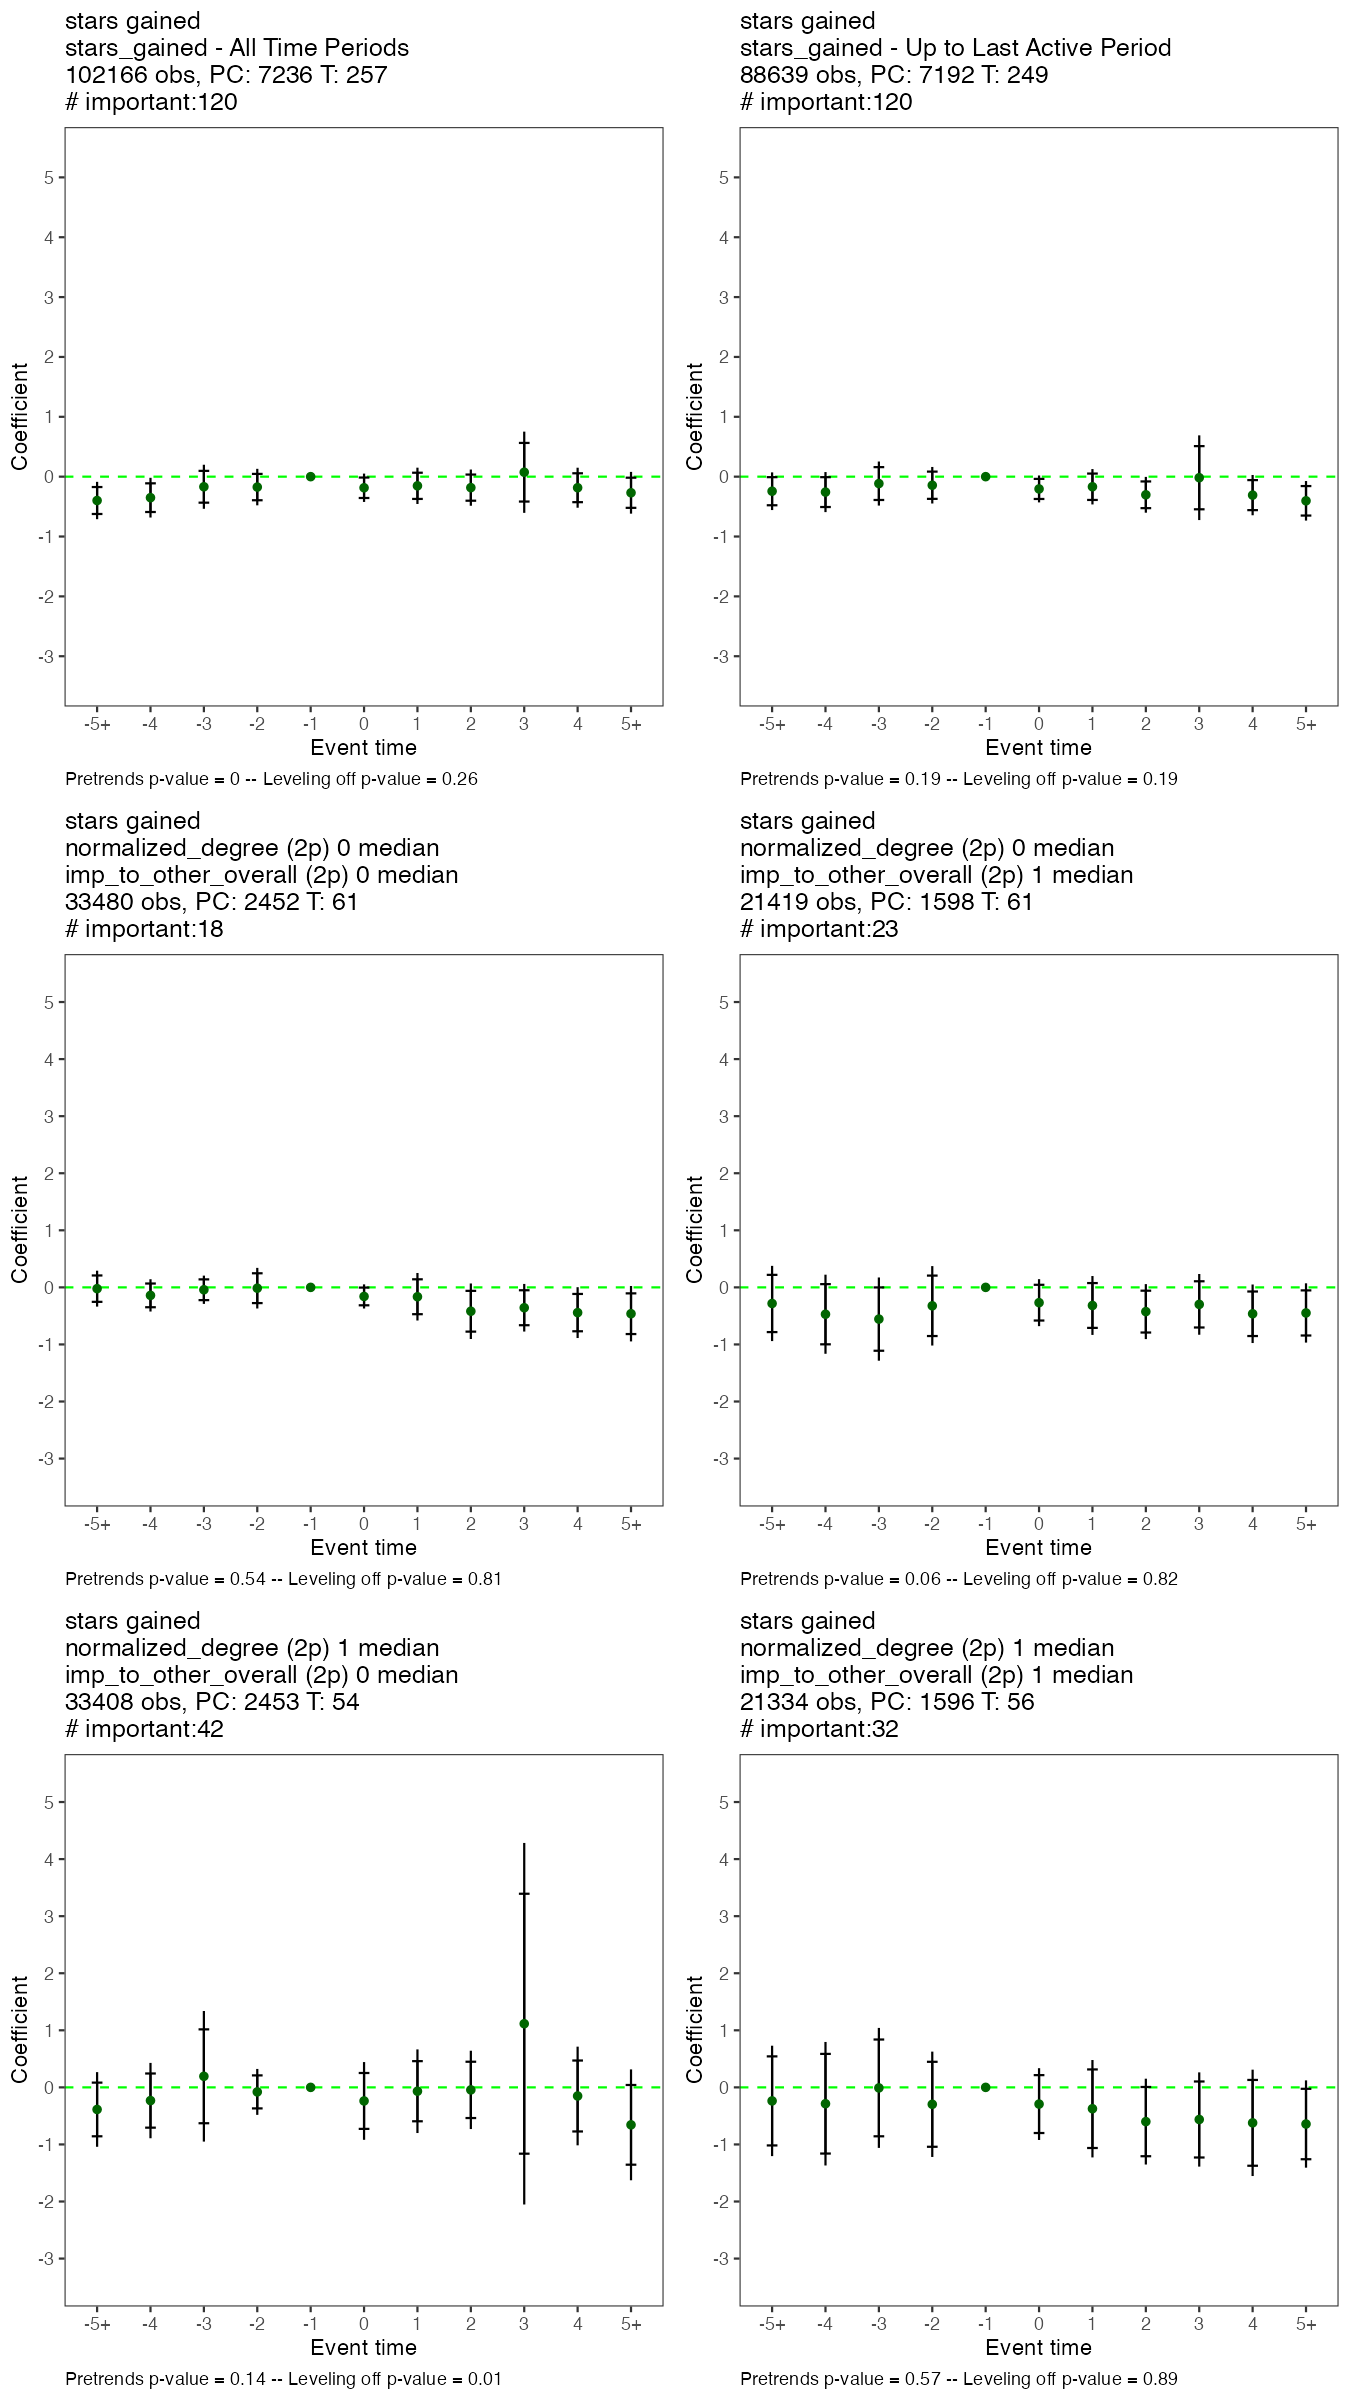 stars gained
stars_gained - All Time Periods
102166 obs, PC: 7236 T: 257
# important:120
5
4
3
2
1
0
-1
-2
-3
Coefficient
-5+ -4 -3 -2 -1 0 1 2 3 4 5+
Event time
Pretrends p-value = 0 -- Leveling off p-value = 0.26
stars gained
stars_gained - Up to Last Active Period
88639 obs, PC: 7192 T: 249
# important:120
5
4
3
2
1
0
-1
-2
-3
Coefficient
-5+ -4 -3 -2 -1 0 1 2 3 4 5+
Event time
Pretrends p-value = 0.19 -- Leveling off p-value = 0.19
stars gained
normalized_degree (2p) 0 median
imp_to_other_overall (2p) 0 median
33480 obs, PC: 2452 T: 61
# important:18
5
4
3
2
1
0
-1
-2
-3
Coefficient
-5+ -4 -3 -2 -1 0 1 2 3 4 5+
Event time
Pretrends p-value = 0.54 -- Leveling off p-value = 0.81
stars gained
normalized_degree (2p) 0 median
imp_to_other_overall (2p) 1 median
21419 obs, PC: 1598 T: 61
# important:23
5
4
3
2
1
0
-1
-2
-3
Coefficient
-5+ -4 -3 -2 -1 0 1 2 3 4 5+
Event time
Pretrends p-value = 0.06 -- Leveling off p-value = 0.82
stars gained
normalized_degree (2p) 1 median
imp_to_other_overall (2p) 0 median
33408 obs, PC: 2453 T: 54
# important:42
5
4
3
2
1
0
-1
-2
-3
Coefficient
-5+ -4 -3 -2 -1 0 1 2 3 4 5+
Event time
Pretrends p-value = 0.14 -- Leveling off p-value = 0.01
stars gained
normalized_degree (2p) 1 median
imp_to_other_overall (2p) 1 median
21334 obs, PC: 1596 T: 56
# important:32
5
4
3
2
1
0
-1
-2
-3
Coefficient
-5+ -4 -3 -2 -1 0 1 2 3 4 5+
Event time
Pretrends p-value = 0.57 -- Leveling off p-value = 0.89